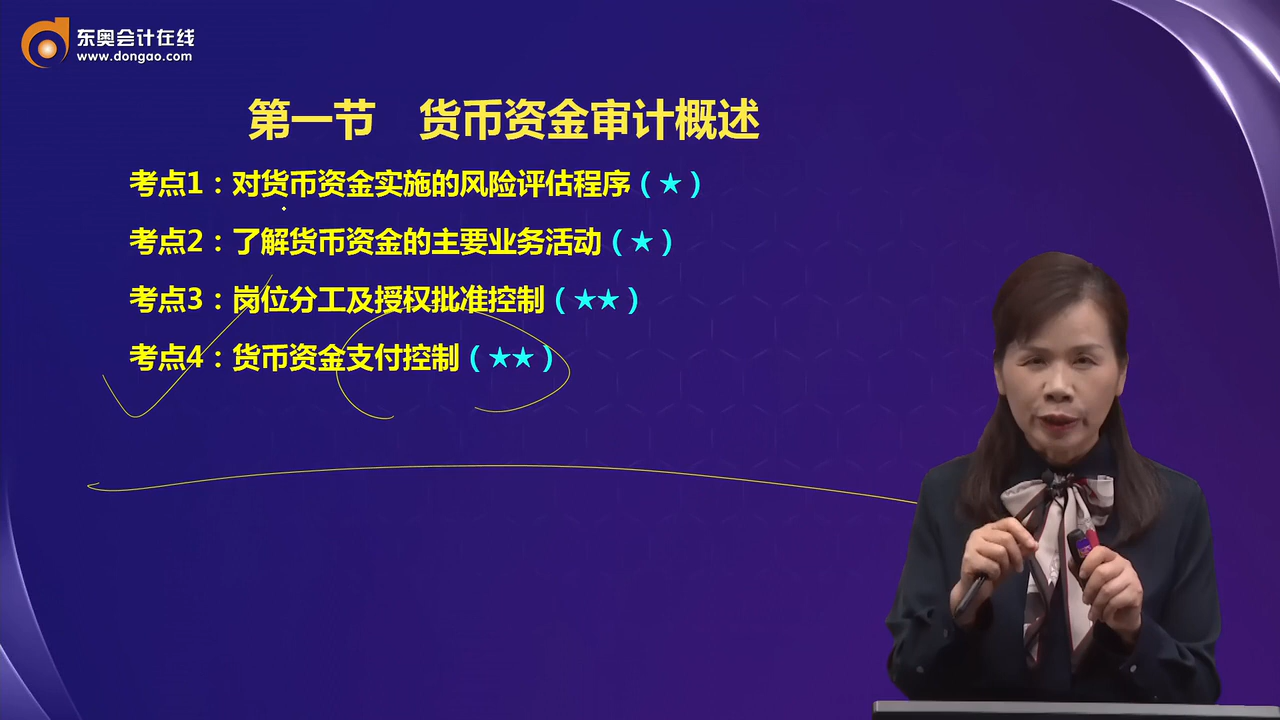 东奥会计在线
www.dongao.com
第一节 货币资金审计概述
考点1：对货币资金实施的风险评估程序（★）
考点2：了解货币资金的主要业务活动（★）
考点3：岗位分工及授权批准控制（★★）
考点4：货币资金支付控制（★★）